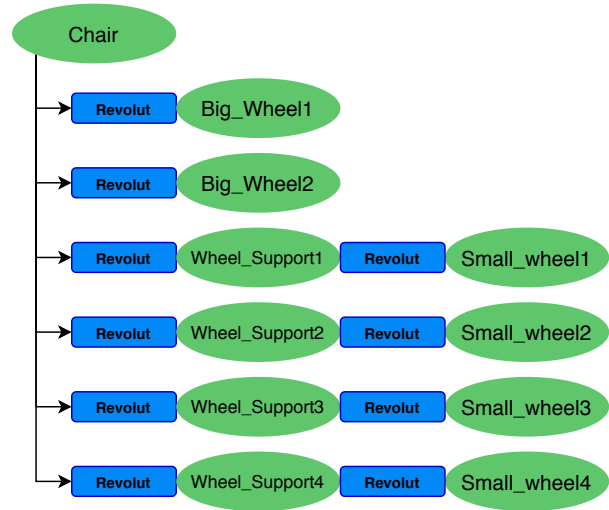 Chair
Revolut Big_Wheel1
Revolut Big_Wheel2
Revolut Wheel_Support1 Revolut Small_wheel1
Revolut Wheel_Support2 Revolut Small_wheel2
Revolut Wheel_Support3 Revolut Small_wheel3
Revolut Wheel_Support4 Revolut Small_wheel4